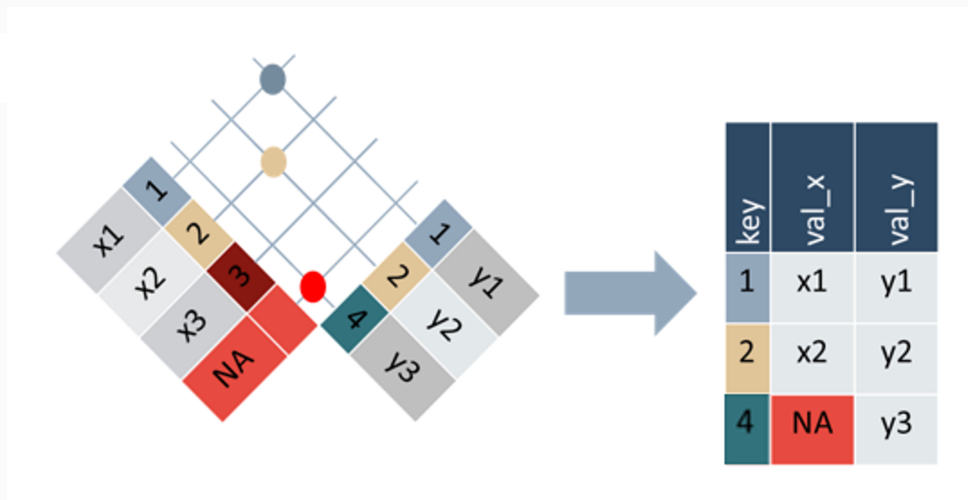 1
x1
2
x2
3
x3
NA
1
y1
2
y2
4
y3
key val_x val_y
1 x1 y1
2 x2 y2
4 NA y3